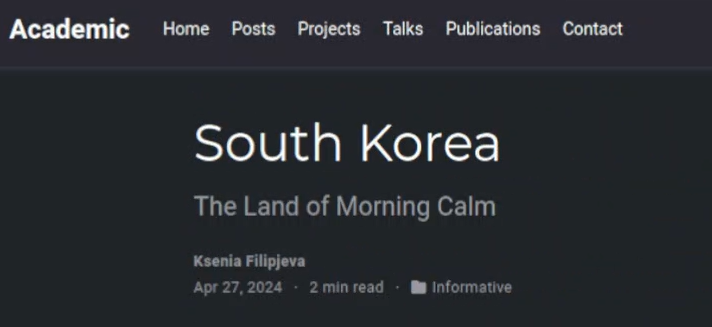 Academic Home Posts Projects Talks Publications Contact
South Korea
The Land of Morning Calm
Ksenia Filipjeva
Apr 27, 2024 · 2 min read · Informative